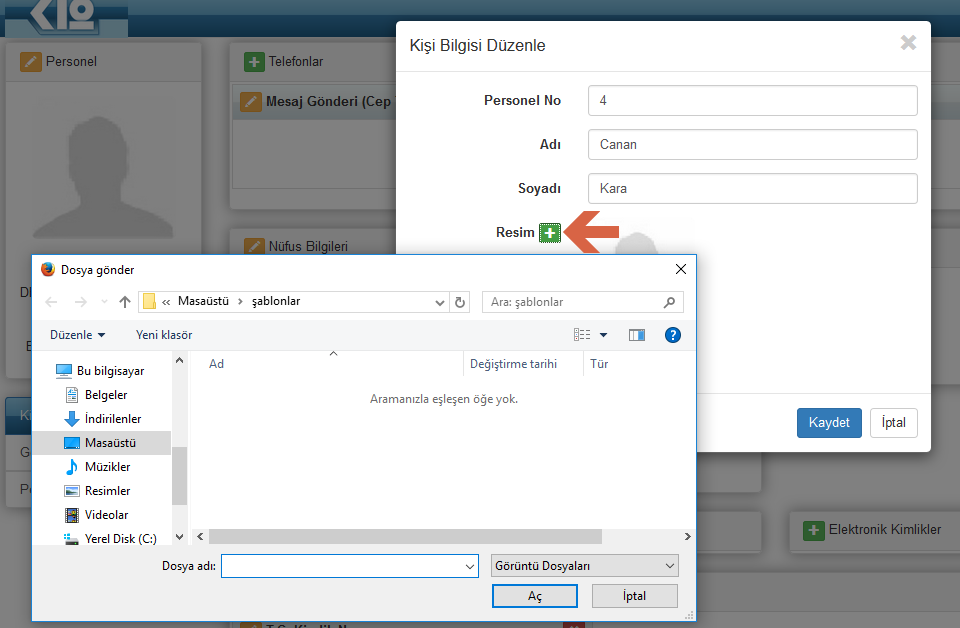 Personel
Telefonlar
Mesaj Gönderi (Cep
Nüfus Bilgileri
Kişi Bilgisi Düzenle
Personel No
4
Adı
Canan
Soyadı
Kara
Resim
Kaydet
İptal
Elektronik Kimlikler
Dosya gönder
« Masaüstü › şablonlar
Ara: şablonlar
Düzenle
Yeni klasör
Ad
Değiştirme tarihi
Tür
Aramanızla eşleşen öğe yok.
Bu bilgisayar
Belgeler
İndirilenler
Masaüstü
Müzikler
Resimler
Videolar
Yerel Disk (C:)
Dosya adı:
Görüntü Dosyaları
Aç
İptal